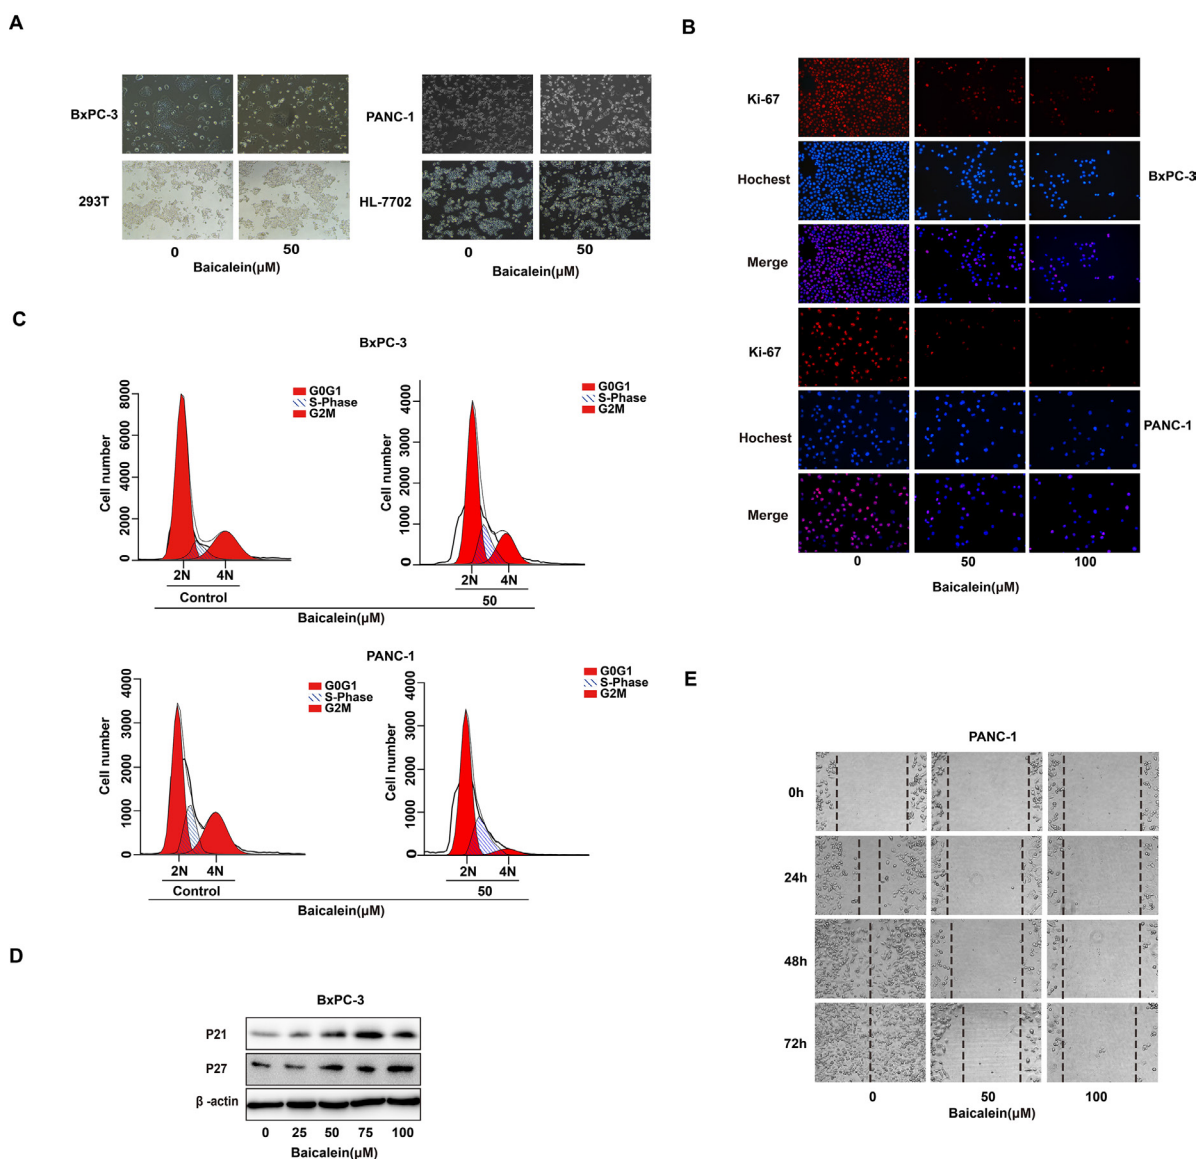 A
BxPC-3
PANC-1
293T
HL-7702
0
50
0
50
Baicalein(μM)
Baicalein(μM)
B
Ki-67
Hochest
BxPC-3
Merge
Ki-67
Hochest
PANC-1
Merge
0
50
100
Baicalein(μM)
C
BxPC-3
Cell number
8000
6000
4000
2000
0
G0G1
S-Phase
G2M
2N
4N
Control
Cell number
4000
3000
2000
1000
0
G0G1
S-Phase
G2M
2N
4N
50
Baicalein(μM)
PANC-1
Cell number
4000
3000
2000
1000
0
G0G1
S-Phase
G2M
2N
4N
Control
Cell number
4000
3000
2000
1000
0
G0G1
S-Phase
G2M
2N
4N
50
Baicalein(μM)
D
BxPC-3
P21
P27
β -actin
0 25 50 75 100
Baicalein(μM)
E
PANC-1
0h
24h
48h
72h
0
50
100
Baicalein(μM)